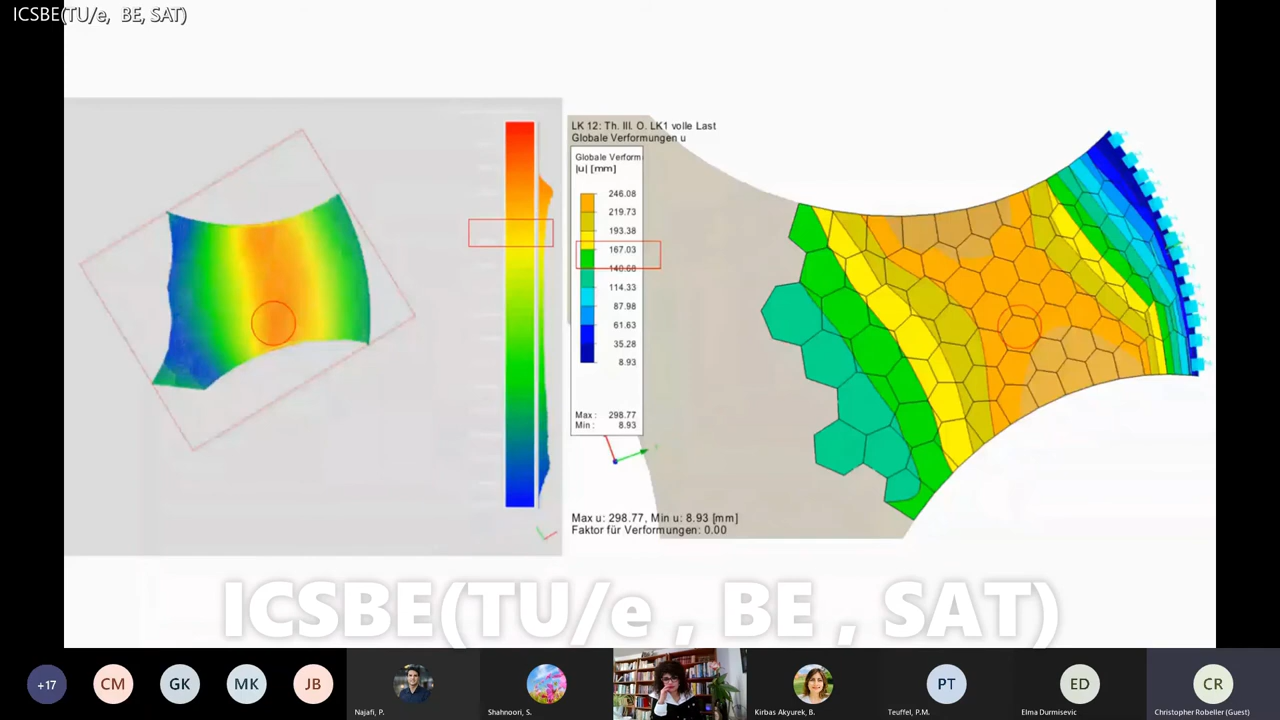 ICSBE(TU/e, BE, SAT)
LK 12: Th. III. O. LK1 volle Last
Globale Verformungen u
Globale Verform
|u| [mm]
246.08
219.73
193.38
167.03
140.68
114.33
87.98
61.63
35.28
8.93
Max : 298.77
Min : 8.93
Max u: 298.77, Min u: 8.93 [mm]
Faktor für Verformungen: 0.00
ICSBE(TU/e , BE , SAT)
+17
CM
GK
MK
JB
PT
ED
CR
Najafi, P.
Shahnoori, S.
Kirbas Akyurek, B.
Teuffel, P.M.
Elma Durmisevic
Christopher Robeller (Guest)